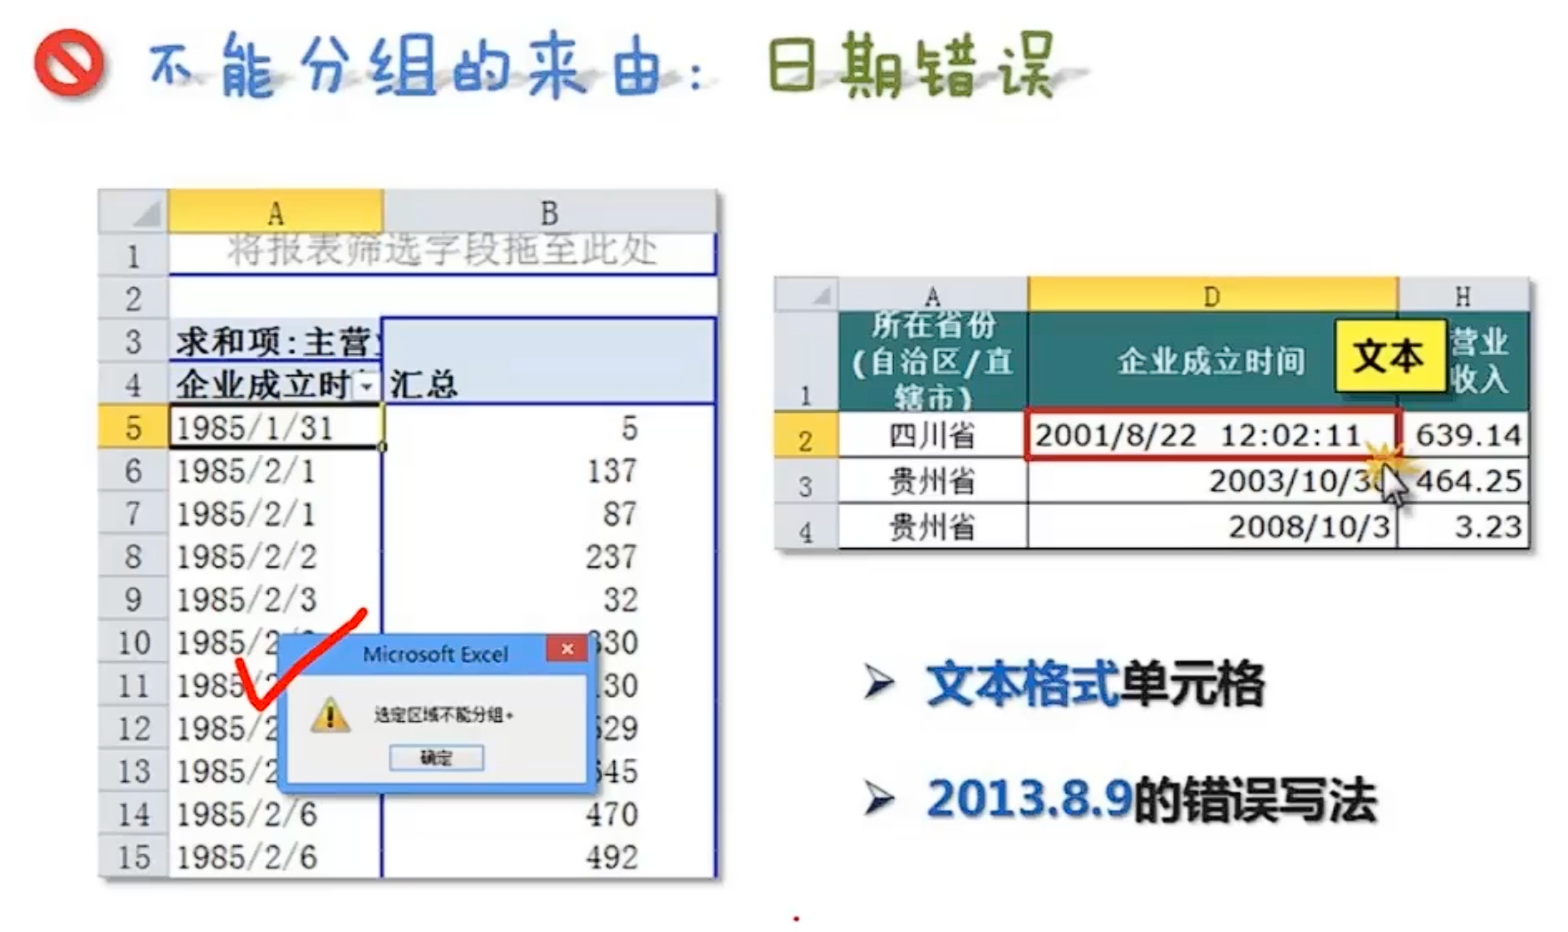 不能分组的来由：日期错误
A B
1 将报表筛选字段拖至此处
2
3 求和项:主营
4 企业成立时 汇总
5 1985/1/31 5
6 1985/2/1 137
7 1985/2/1 87
8 1985/2/2 237
9 1985/2/3 32
10 1985/2 330
11 1985/ 30
12 1985/2 529
13 1985/2 545
14 1985/2/6 470
15 1985/2/6 492
Microsoft Excel
选定区域不能分组。
确定
A D H
1 所在省份(自治区/直辖市) 企业成立时间 营业收入
文本
2 四川省 2001/8/22 12:02:11 639.14
3 贵州省 2003/10/30 464.25
4 贵州省 2008/10/3 3.23
文本格式单元格
2013.8.9的错误写法